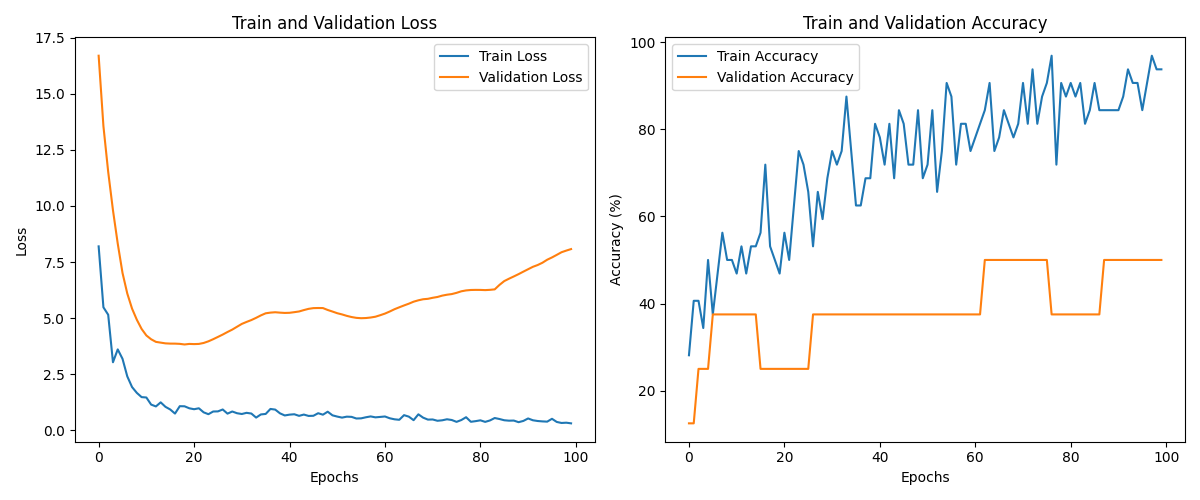 Train and Validation Loss
17.5
15.0
12.5
10.0
7.5
5.0
2.5
0.0
Loss
0 20 40 60 80 100
Epochs
Train Loss
Validation Loss
Train and Validation Accuracy
100
80
60
40
20
Accuracy (%)
0 20 40 60 80 100
Epochs
Train Accuracy
Validation Accuracy